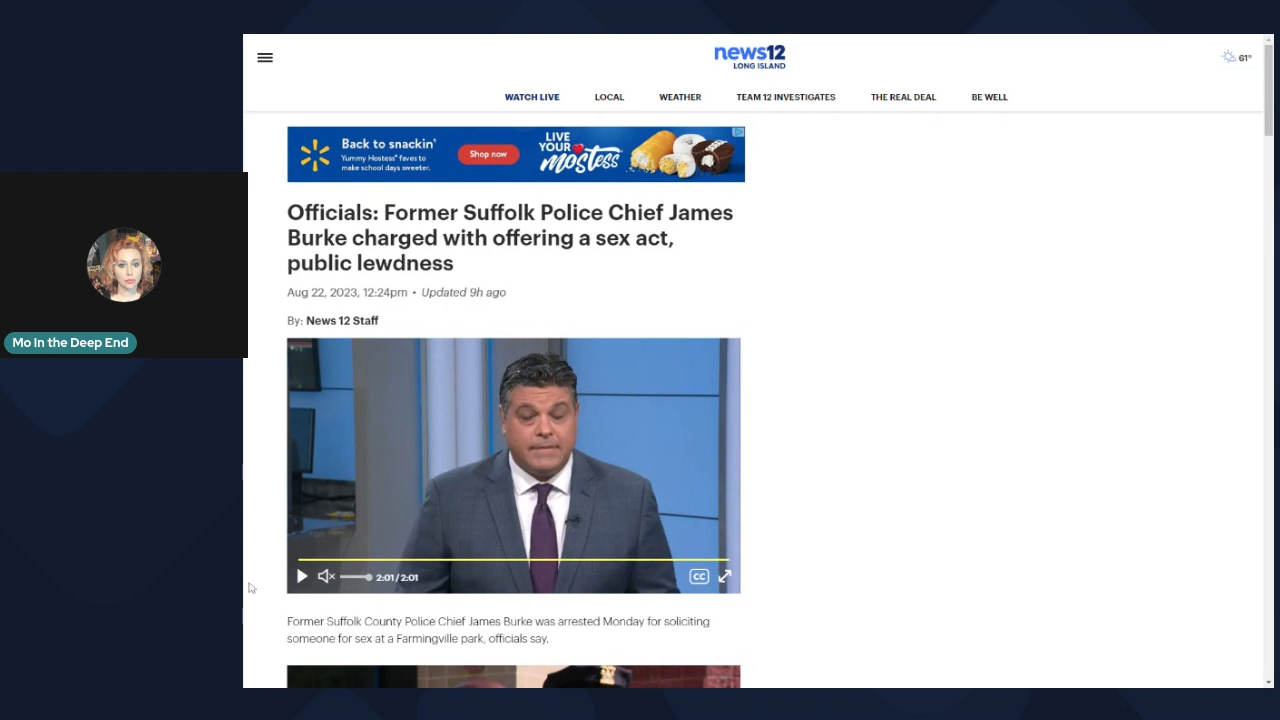 news12
LONG ISLAND
61°
WATCH LIVE LOCAL WEATHER TEAM 12 INVESTIGATES THE REAL DEAL BE WELL
Back to snackin'
Yummy Hostess® faves to
make school days sweeter.
Shop now
LIVE
YOUR
mostess
Officials: Former Suffolk Police Chief James
Burke charged with offering a sex act,
public lewdness
Aug 22, 2023, 12:24pm • Updated 9h ago
By: News 12 Staff
2:01/2:01
CC
Former Suffolk County Police Chief James Burke was arrested Monday for soliciting
someone for sex at a Farmingville park, officials say.
Mo In the Deep End